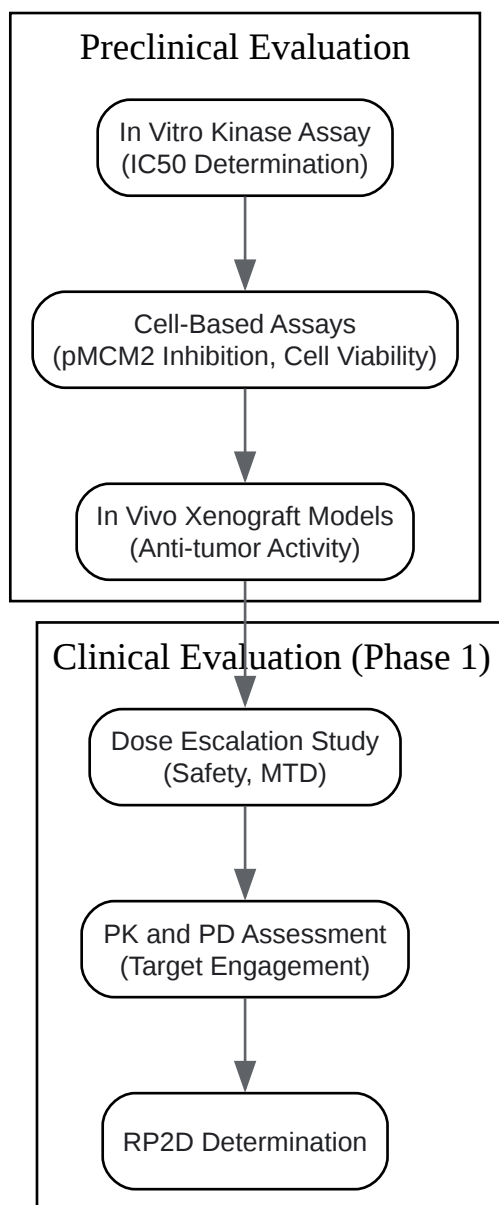 Preclinical Evaluation
In Vitro Kinase Assay
(IC50 Determination)
Cell-Based Assays
(pMCM2 Inhibition, Cell Viability)
In Vivo Xenograft Models
(Anti-tumor Activity)
Clinical Evaluation (Phase 1)
Dose Escalation Study
(Safety, MTD)
PK and PD Assessment
(Target Engagement)
RP2D Determination